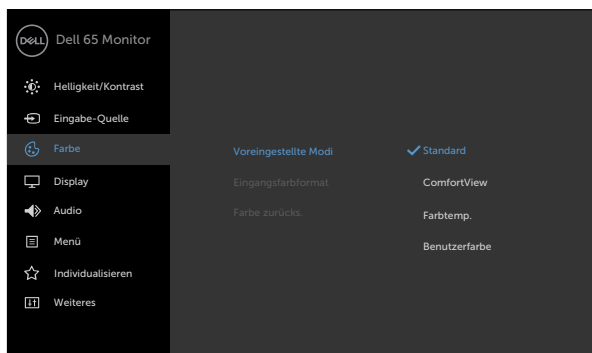 DELL Dell 65 Monitor
Helligkeit/Kontrast
Eingabe-Quelle
Farbe
Display
Audio
Menü
Individualisieren
Weiteres
Voreingestellte Modi
Eingangsfarbformat
Farbe zurücks.
Standard
ComfortView
Farbtemp.
Benutzerfarbe